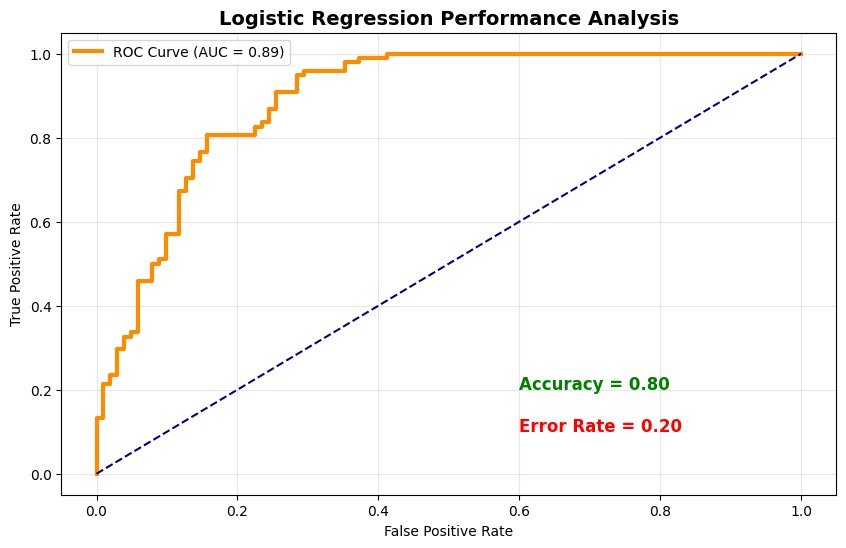 Logistic Regression Performance Analysis
ROC Curve (AUC = 0.89)
1.0
0.8
0.6
0.4
0.2
0.0
True Positive Rate
Accuracy = 0.80
Error Rate = 0.20
0.0 0.2 0.4 0.6 0.8 1.0
False Positive Rate